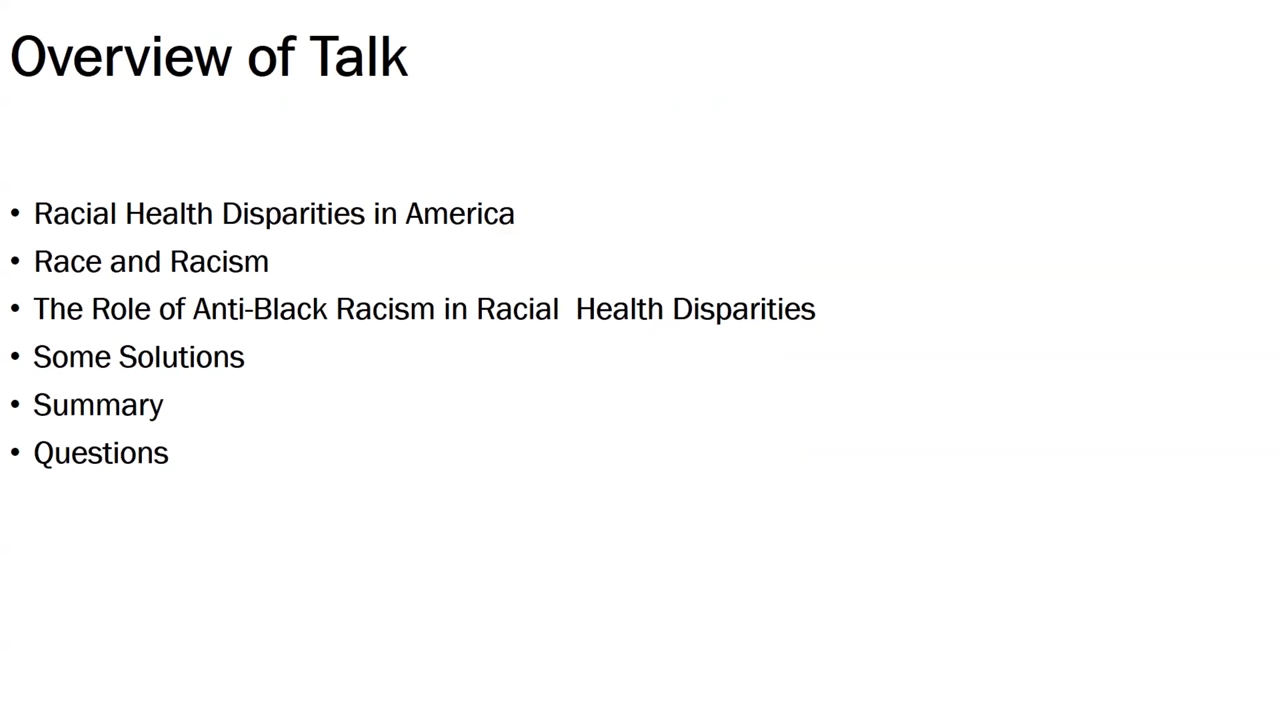 Overview of Talk
• Racial Health Disparities in America
• Race and Racism
• The Role of Anti-Black Racism in Racial  Health Disparities
• Some Solutions
• Summary
• Questions